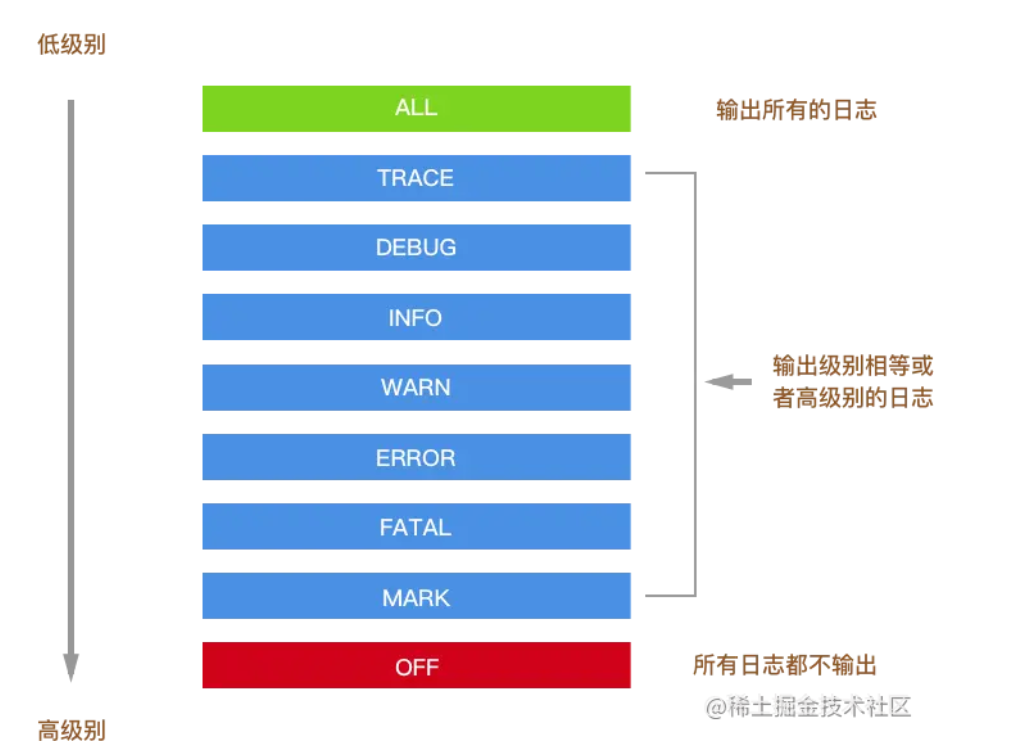 低级别
ALL
输出所有的日志
TRACE
DEBUG
INFO
WARN
输出级别相等或
者高级别的日志
ERROR
FATAL
MARK
OFF
所有日志都不输出
@稀土掘金技术社区
高级别